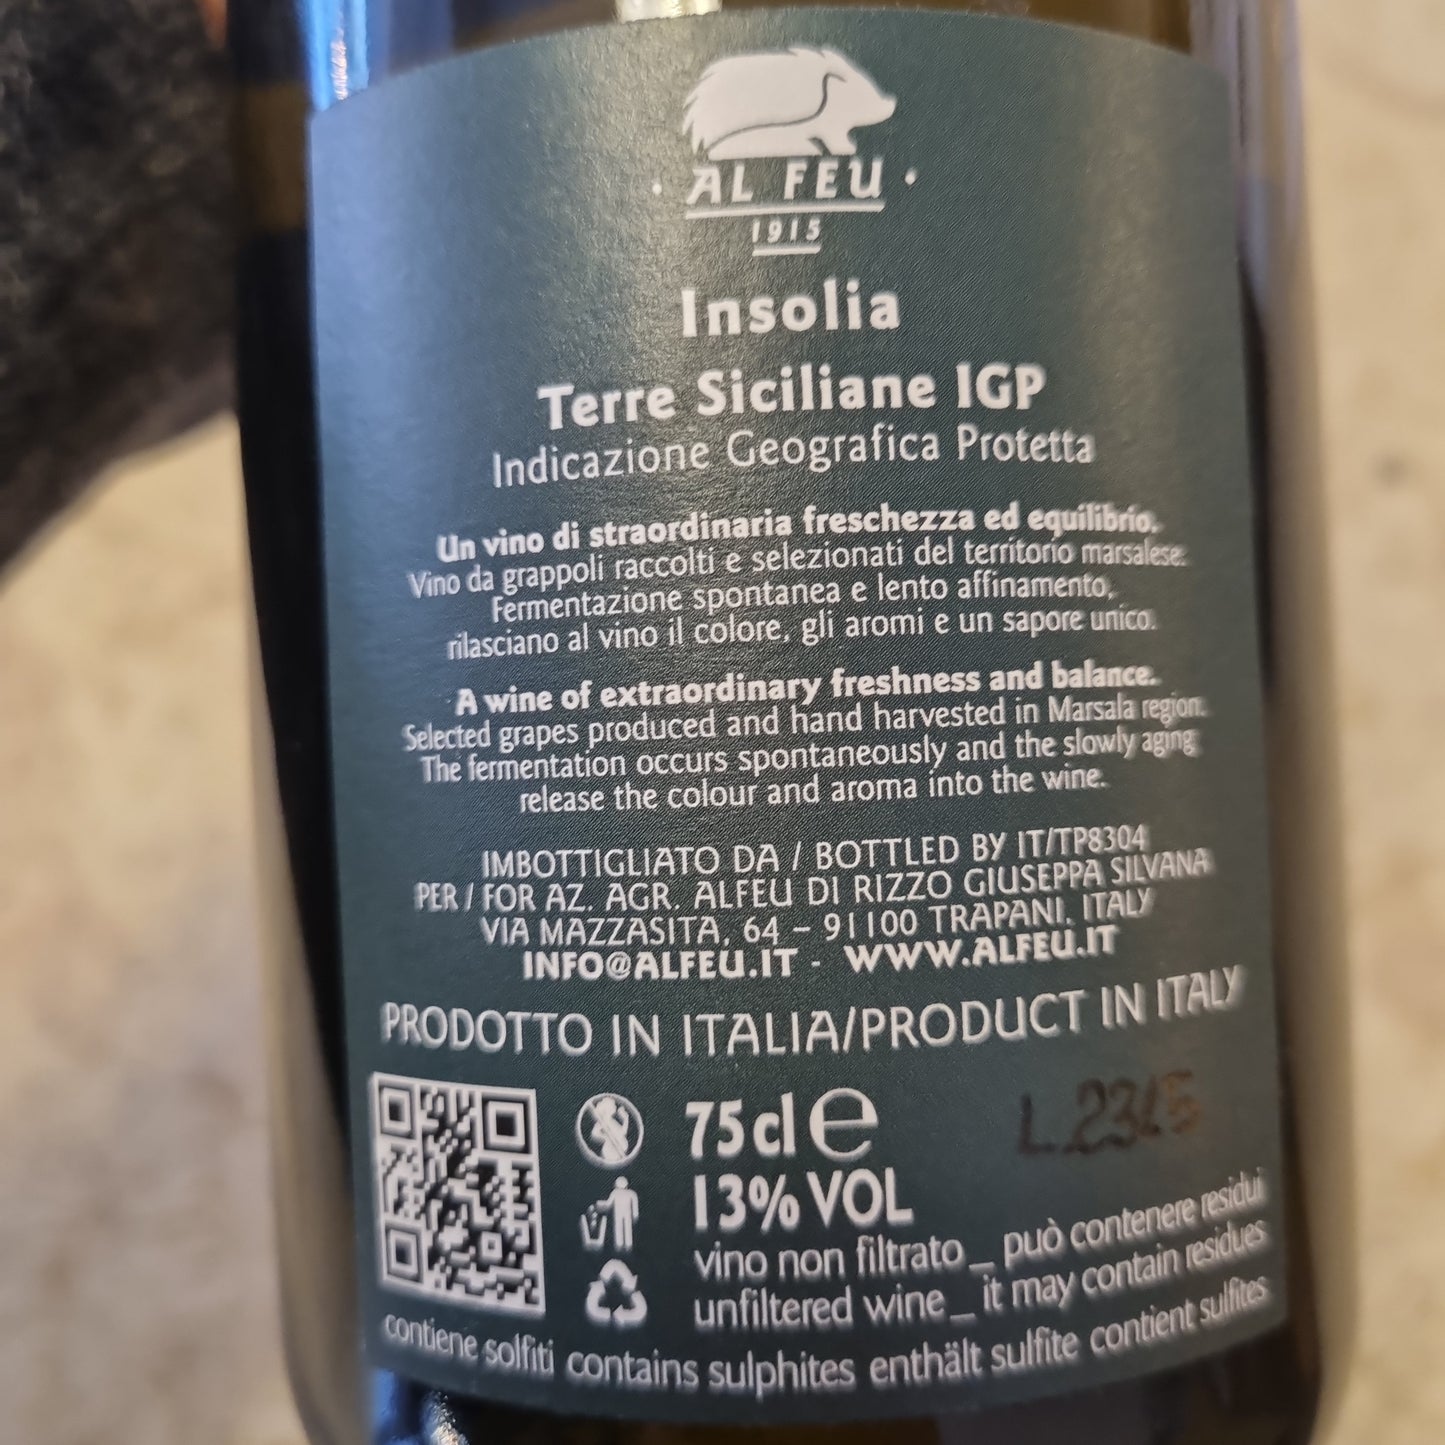 · AL FEU ·
1915
Insolia
Terre Siciliane IGP
Indicazione Geografica Protetta
Un vino di straordinaria freschezza ed equilibrio.
Vino da grappoli raccolti e selezionati del territorio marsalese.
Fermentazione spontanea e lento affinamento,
rilasciano al vino il colore, gli aromi e un sapore unico.
A wine of extraordinary freshness and balance.
Selected grapes produced and hand harvested in Marsala region.
The fermentation occurs spontaneously and the slowly aging
release the colour and aroma into the wine.
IMBOTTIGLIATO DA / BOTTLED BY IT/TP8304
PER / FOR AZ. AGR. ALFEU DI RIZZO GIUSEPPA SILVANA
VIA MAZZASITA, 64 – 91100 TRAPANI, ITALY
INFO@ALFEU.IT - WWW.ALFEU.IT
PRODOTTO IN ITALIA/PRODUCT IN ITALY
75 cl e
13% VOL
vino non filtrato _ può contenere residui
unfiltered wine _ it may contain residues
contiene solfiti contains sulphites enthält sulfite contient sulfites